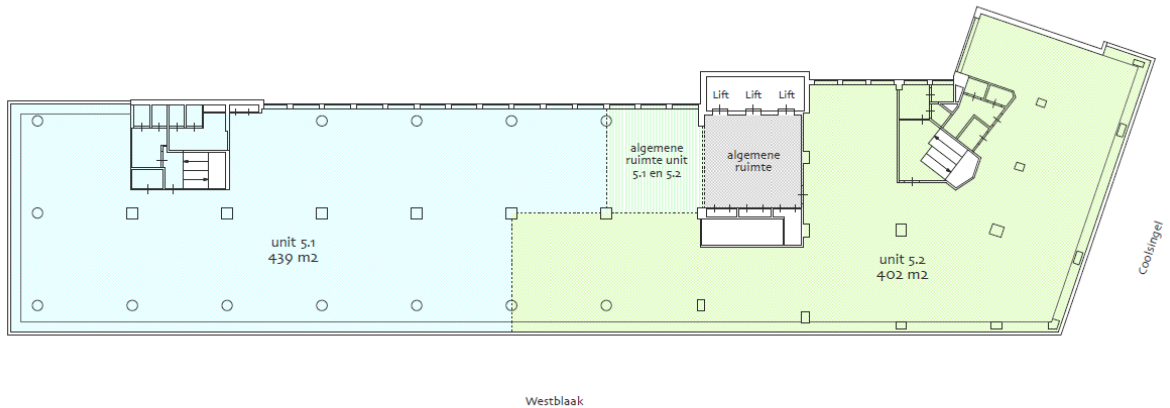 Lift Lift Lift
algemene
ruimte unit
5.1 en 5.2
algemene
ruimte
unit 5.1
439 m2
unit 5.2
402 m2
Coolsingel
Westblaak